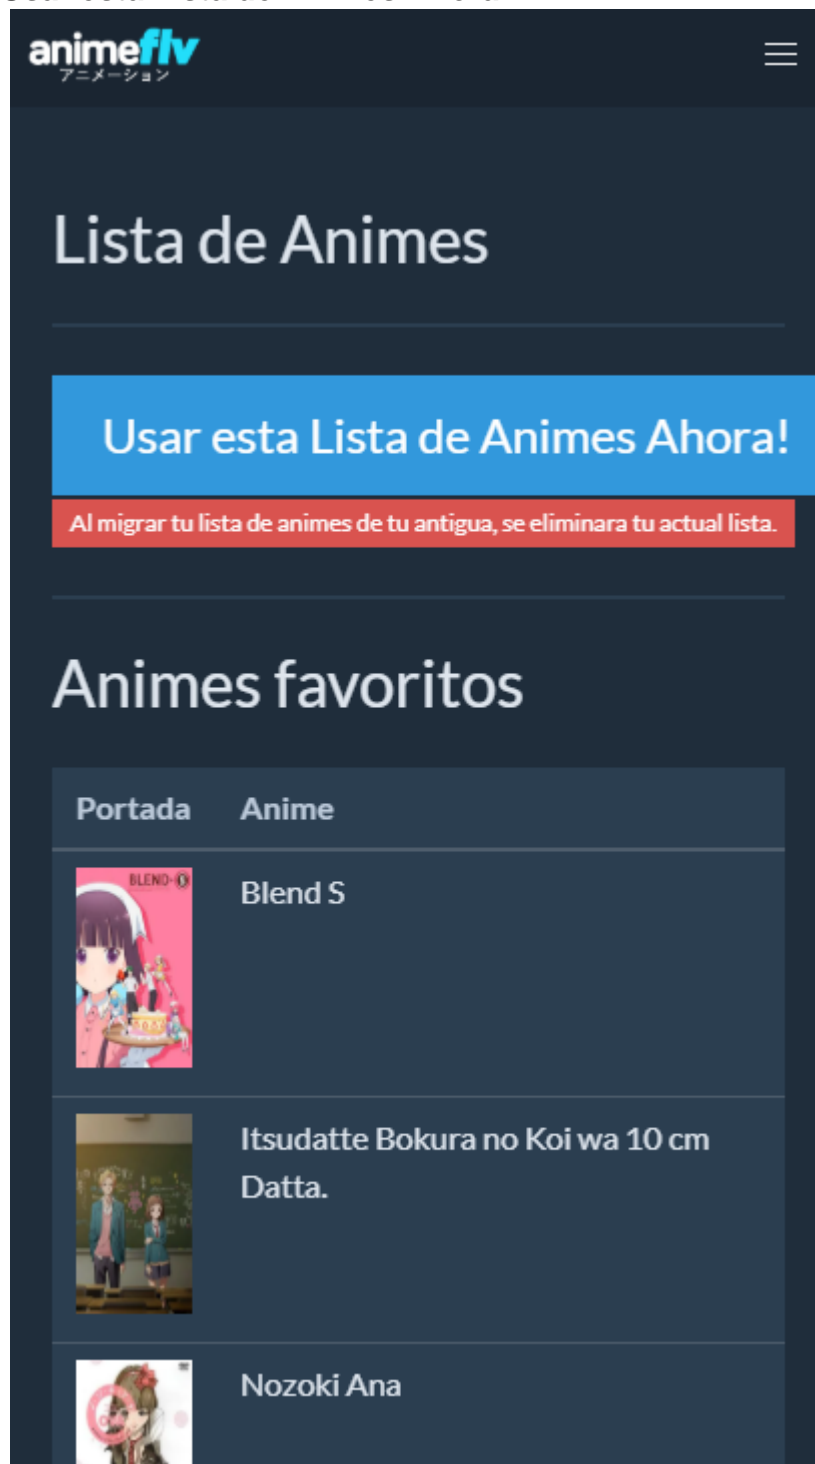 animeflv
アニメーション
Lista de Animes
Usar esta Lista de Animes Ahora!
Al migrar tu lista de animes de tu antigua, se eliminara tu actual lista.
Animes favoritos
Portada Anime
BLEND-S
Blend S
Itsudatte Bokura no Koi wa 10 cm
Datta.
Nozoki Ana